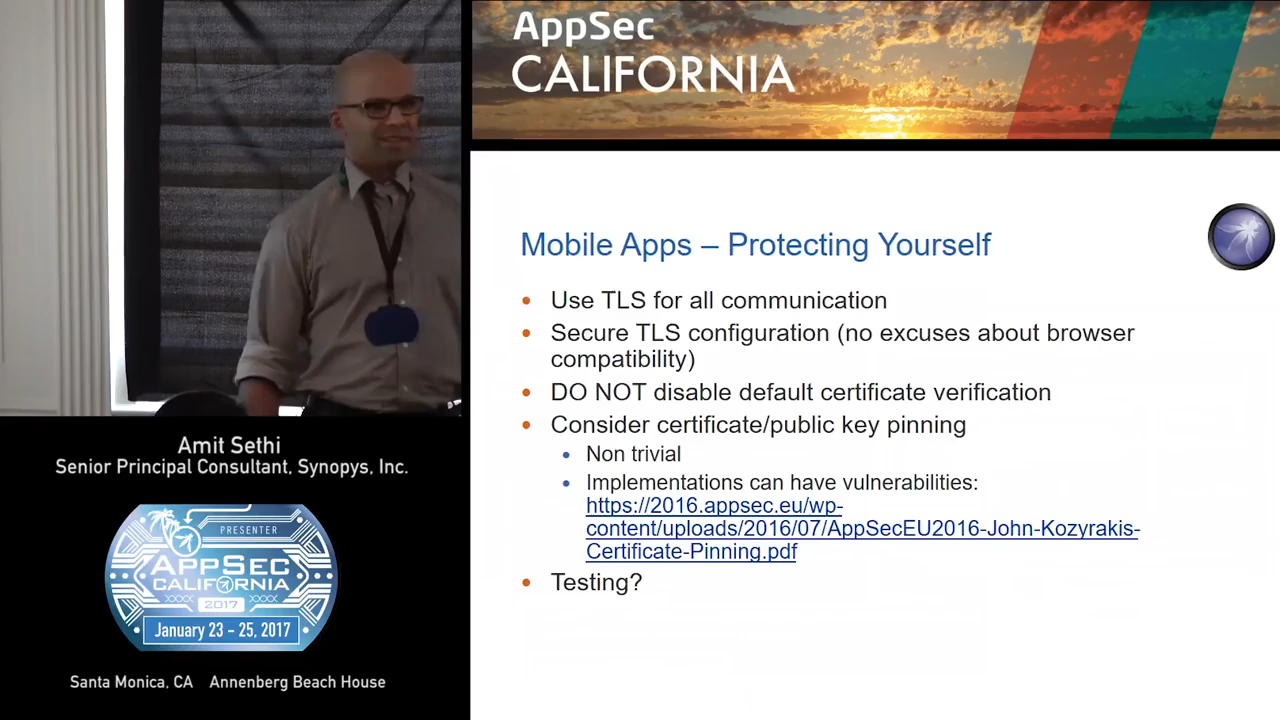 AppSec
CALIFORNIA
Mobile Apps – Protecting Yourself
• Use TLS for all communication
• Secure TLS configuration (no excuses about browser
compatibility)
• DO NOT disable default certificate verification
• Consider certificate/public key pinning
• Non trivial
• Implementations can have vulnerabilities:
https://2016.appsec.eu/wp-
content/uploads/2016/07/AppSecEU2016-John-Kozyrakis-
Certificate-Pinning.pdf
• Testing?
Amit Sethi
Senior Principal Consultant, Synopys, Inc.
PRESENTER
APPSEC
CALIFORNIA
XXXX 2017 XXXX
January 23 - 25, 2017
Santa Monica, CA Annenberg Beach House